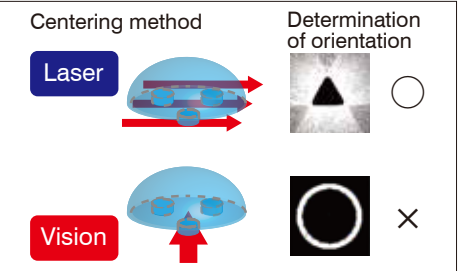 Centering method
Determination
of orientation
Laser
Vision